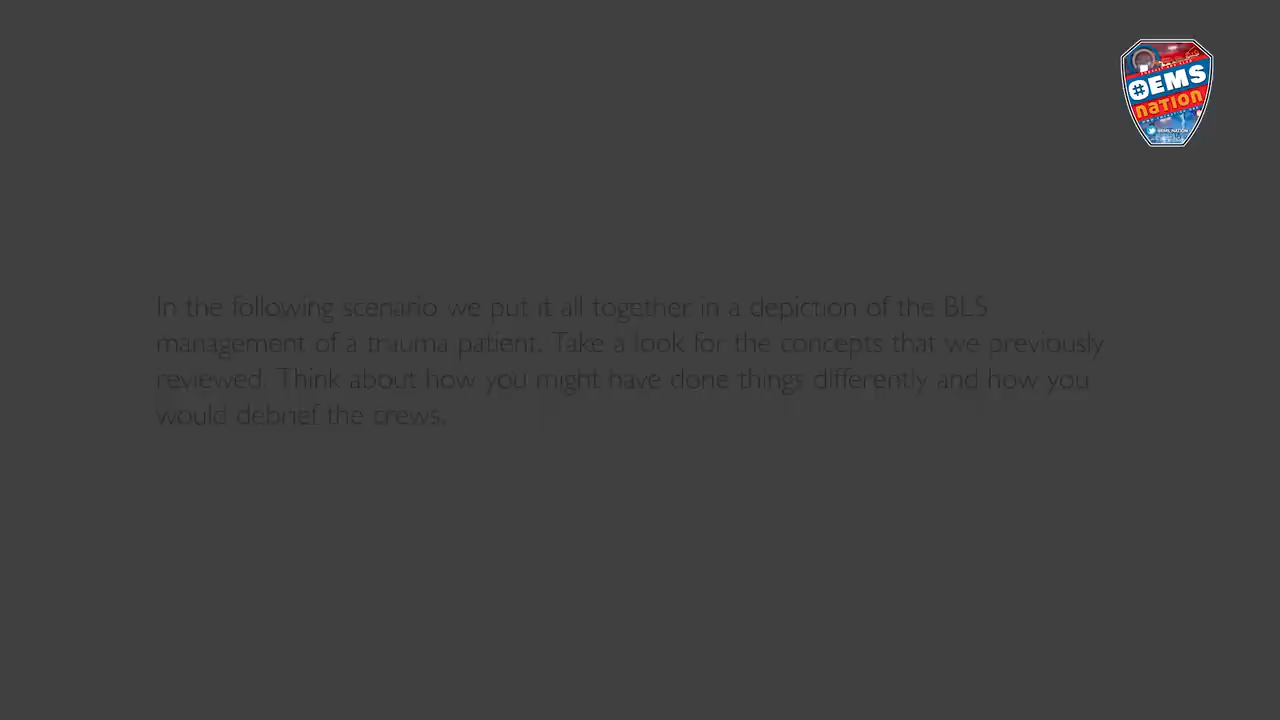 #EMS
nation
@EMS_NATION
In the following scenario we put it all together in a depiction of the BLS
management of a trauma patient. Take a look for the concepts that we previously
reviewed. Think about how you might have done things differently and how you
would debrief the crews.